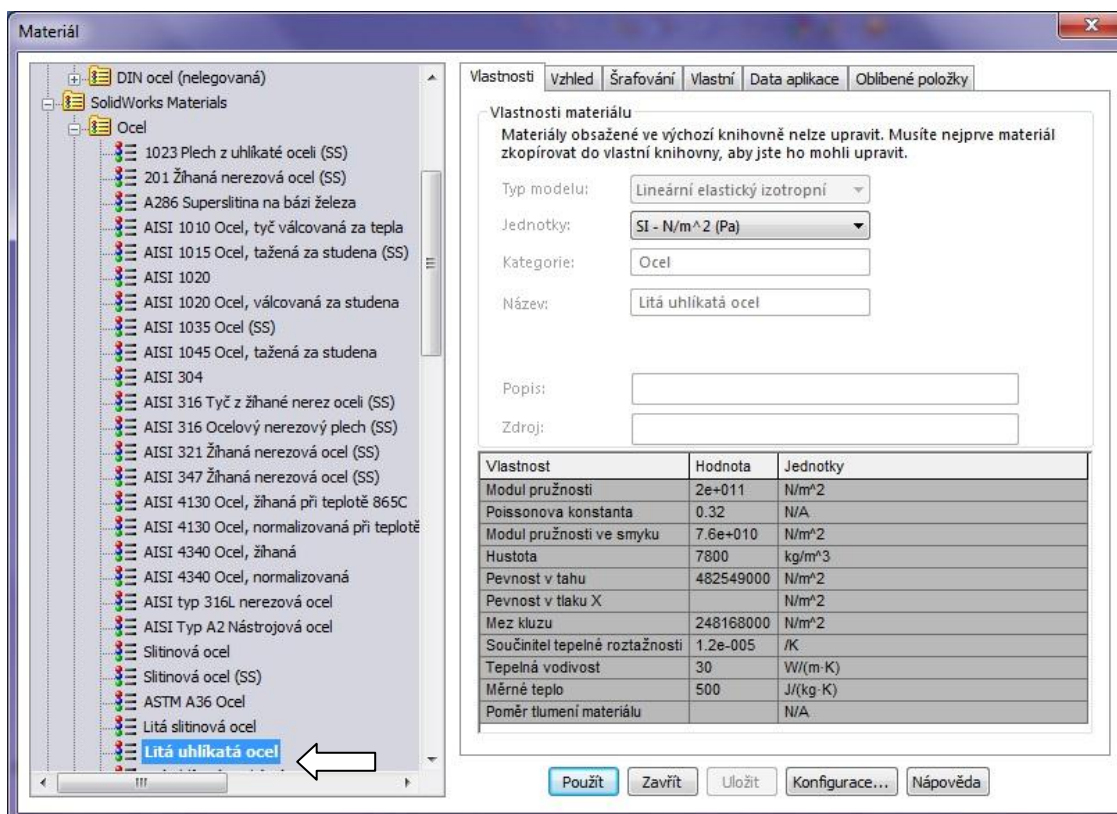 Materiál
DIN ocel (nelegovaná)
SolidWorks Materials
Ocel
1023 Plech z uhlíkaté oceli (SS)
201 Žíhaná nerezová ocel (SS)
A286 Superslitina na bázi železa
AISI 1010 Ocel, tyč válcovaná za tepla
AISI 1015 Ocel, tažená za studena (SS)
AISI 1020
AISI 1020 Ocel, válcovaná za studena
AISI 1035 Ocel (SS)
AISI 1045 Ocel, tažená za studena
AISI 304
AISI 316 Tyč z žíhané nerez oceli (SS)
AISI 316 Ocelový nerezový plech (SS)
AISI 321 Žíhaná nerezová ocel (SS)
AISI 347 Žíhaná nerezová ocel (SS)
AISI 4130 Ocel, žíhaná při teplotě 865C
AISI 4130 Ocel, normalizovaná při teplotě
AISI 4340 Ocel, žíhaná
AISI 4340 Ocel, normalizovaná
AISI typ 316L nerezová ocel
AISI Typ A2 Nástrojová ocel
Slitinová ocel
Slitinová ocel (SS)
ASTM A36 Ocel
Litá slitinová ocel
Litá uhlíkatá ocel
Vlastnosti Vzhled Šrafování Vlastní Data aplikace Oblíbené položky
Vlastnosti materiálu
Materiály obsažené ve výchozí knihovně nelze upravit. Musíte nejprve materiál
zkopírovat do vlastní knihovny, aby jste ho mohli upravit.
Typ modelu: Lineární elastický izotropní
Jednotky: SI - N/m^2 (Pa)
Kategorie: Ocel
Název: Litá uhlíkatá ocel
Popis:
Zdroj:
Vlastnost Hodnota Jednotky
Modul pružnosti 2e+011 N/m^2
Poissonova konstanta 0.32 N/A
Modul pružnosti ve smyku 7.6e+010 N/m^2
Hustota 7800 kg/m^3
Pevnost v tahu 482549000 N/m^2
Pevnost v tlaku X N/m^2
Mez kluzu 248168000 N/m^2
Součinitel tepelné roztažnosti 1.2e-005 /K
Tepelná vodivost 30 W/(m·K)
Měrné teplo 500 J/(kg·K)
Poměr tlumení materiálu N/A
Použít Zavřít Uložit Konfigurace... Nápověda